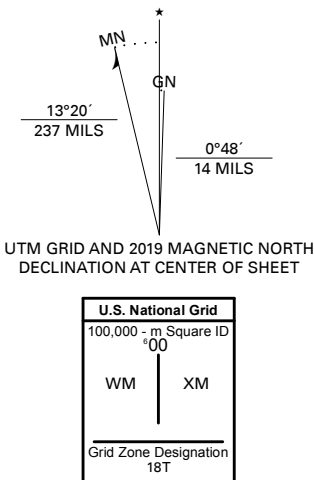 ★
MN
GN
13°20´
237 MILS
0°48´
14 MILS
UTM GRID AND 2019 MAGNETIC NORTH
DECLINATION AT CENTER OF SHEET
U.S. National Grid
100,000 - m Square ID
⁶00
WM XM
Grid Zone Designation
18T